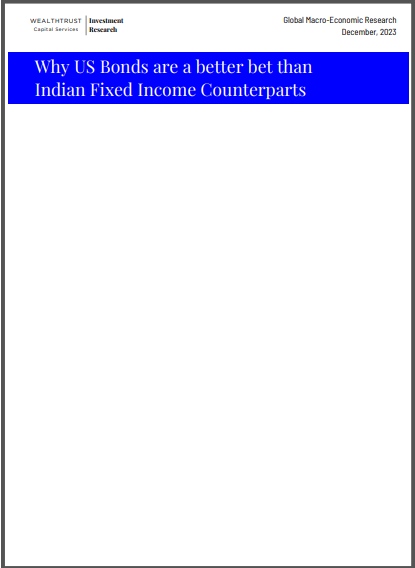 WEALTHTRUST
Capital Services
Investment
Research
Global Macro-Economic Research
December, 2023
Why US Bonds are a better bet than
Indian Fixed Income Counterparts